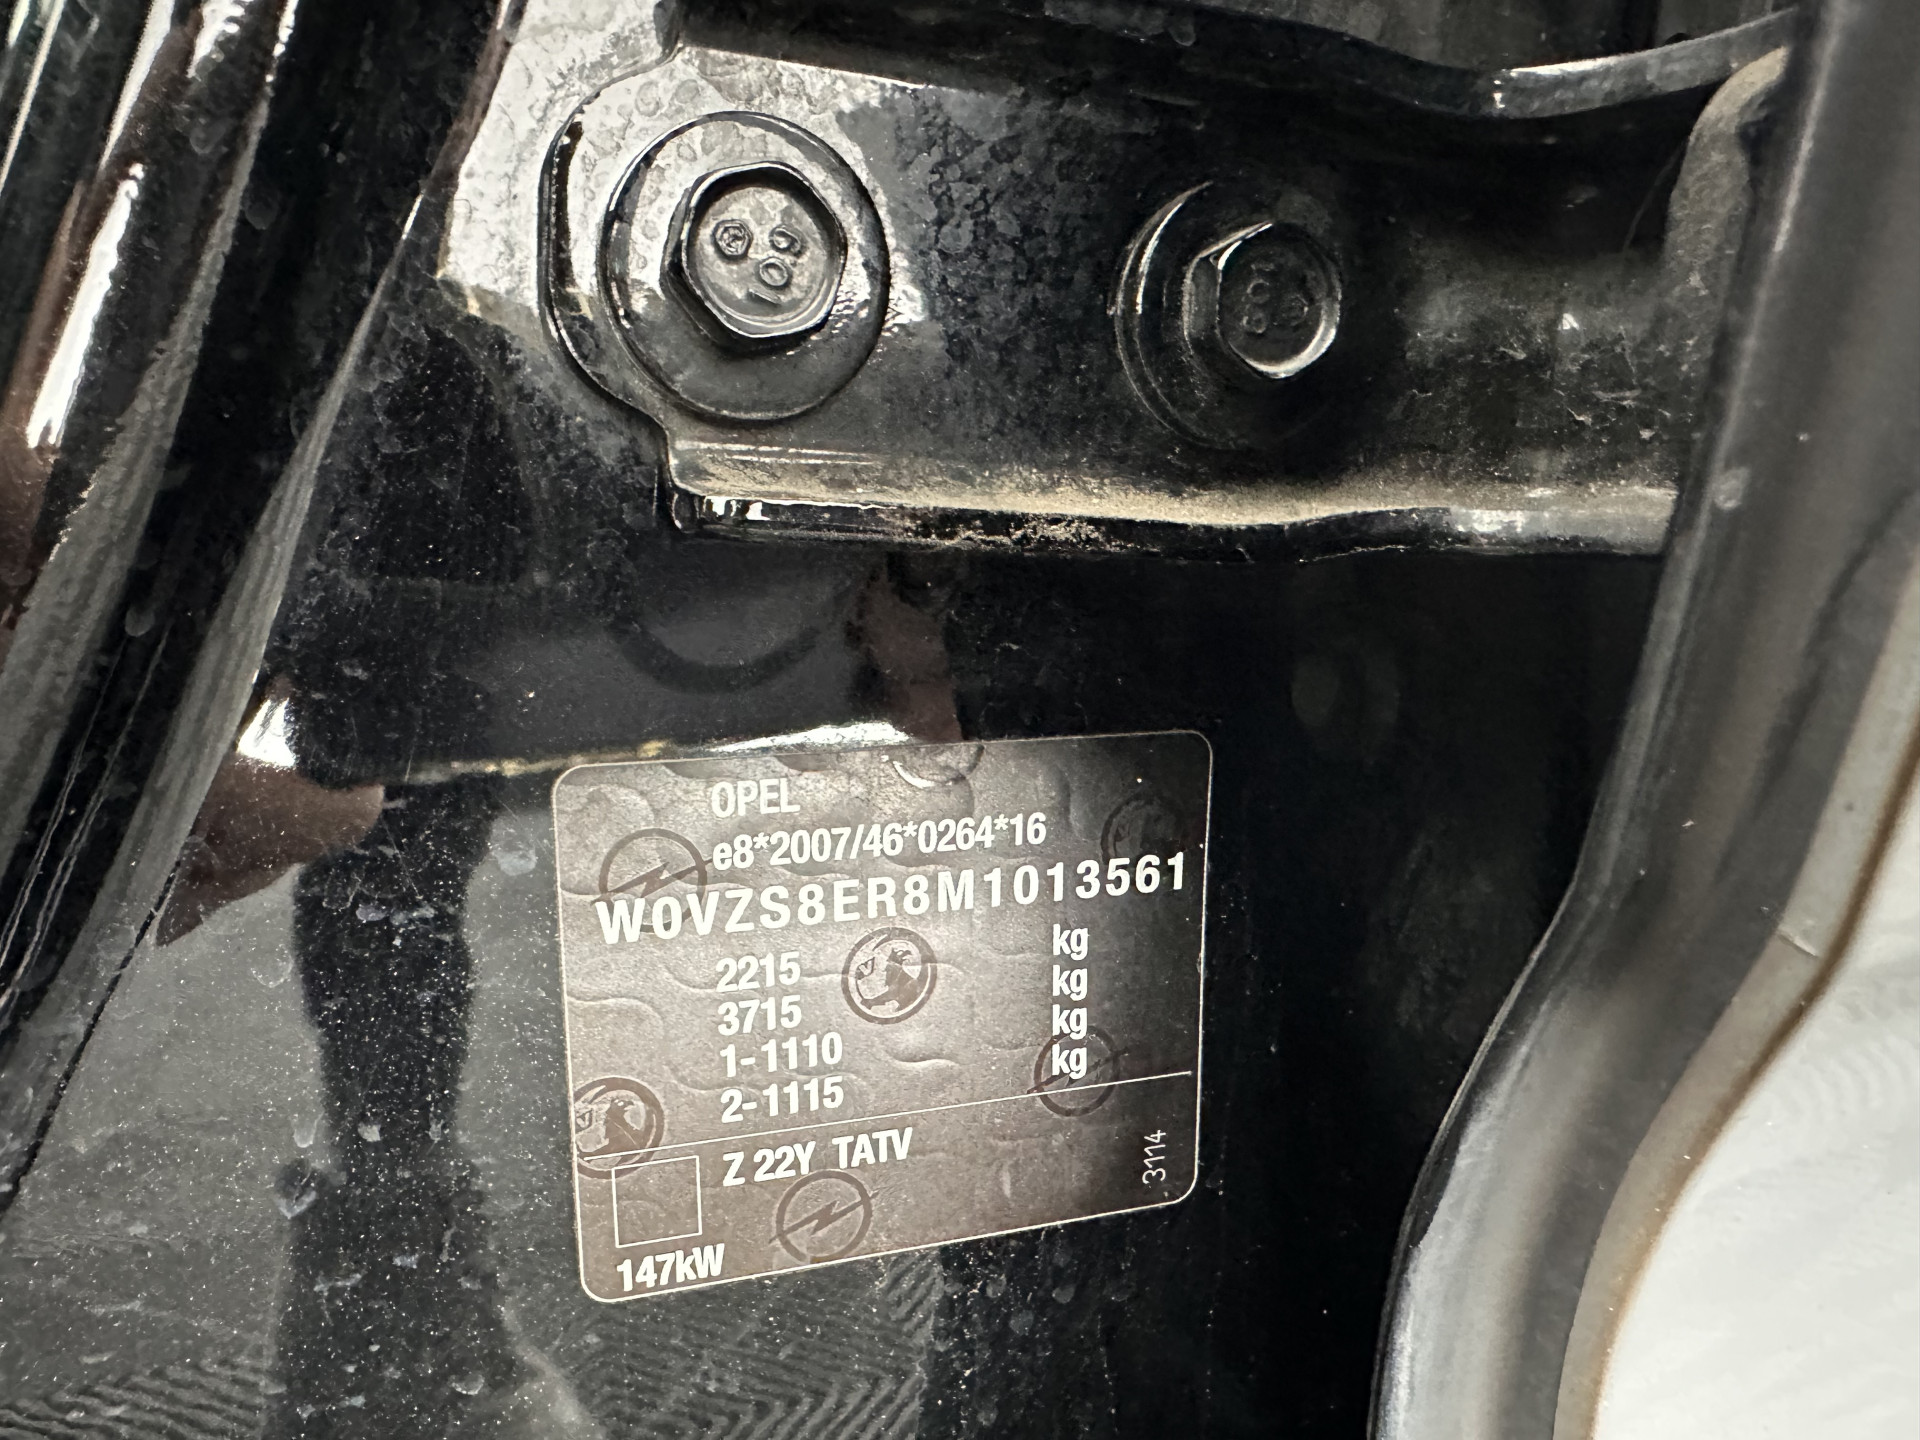 OPEL
e8*2007/46*0264*16
W0VZS8ER8M1013561
2215 kg
3715 kg
1-1110 kg
2-1115 kg
Z 22Y TATV
3114
147kW